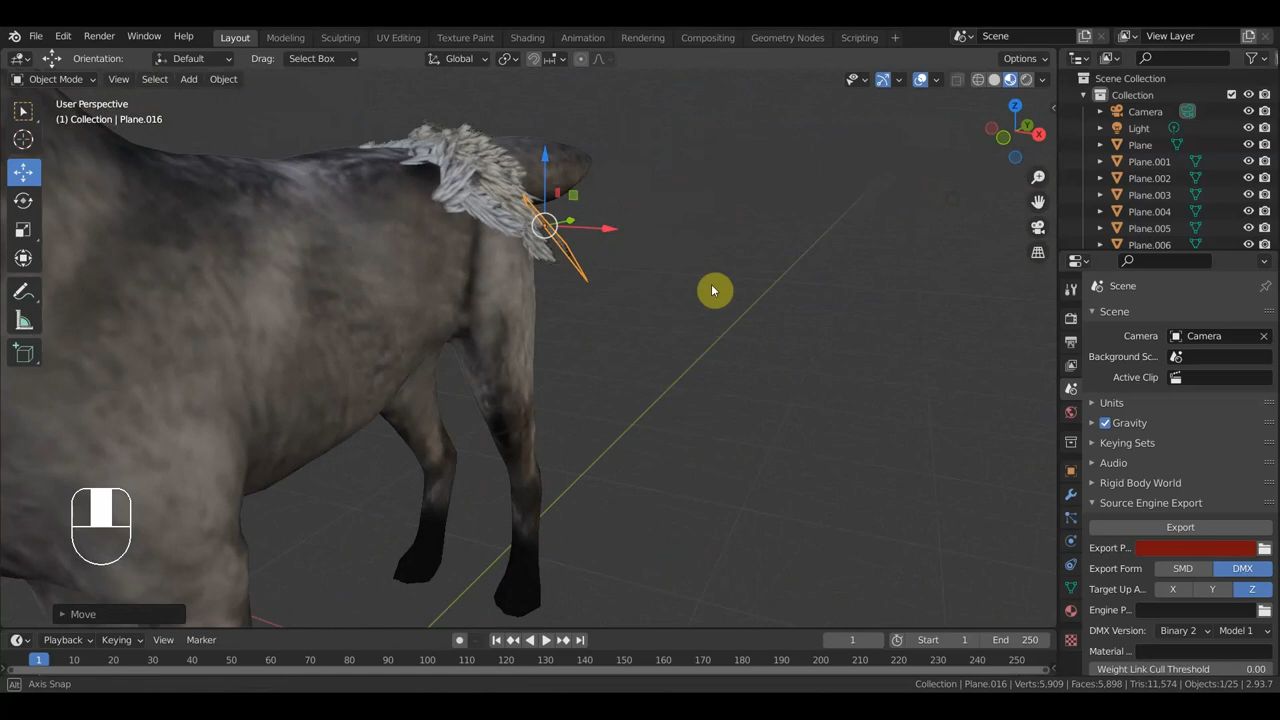 File Edit Render Window Help Layout Modeling Sculpting UV Editing Texture Paint Shading Animation Rendering Compositing Geometry Nodes Scripting + Scene View Layer
Orientation: Default Drag: Select Box Global Options
Object Mode View Select Add Object
User Perspective
(1) Collection | Plane.016
Z
Y
X
Scene Collection
Collection
Camera
Light
Plane
Plane.001
Plane.002
Plane.003
Plane.004
Plane.005
Plane.006
Scene
Scene
Camera Camera
Background Sc...
Active Clip
Units
Gravity
Keying Sets
Audio
Rigid Body World
Source Engine Export
Export
Export P...
Export Form SMD DMX
Target Up A... X Y Z
Engine P...
DMX Version: Binary 2 Model 1
Material ...
Weight Link Cull Threshold 0.00
Move
Playback Keying View Marker 1 Start 1 End 250
1 10 20 30 40 50 60 70 80 90 100 110 120 130 140 150 160 170 180 190 200 210 220 230 240 250
Alt Axis Snap Collection | Plane.016 | Verts:5,909 | Faces:5,898 | Tris:11,574 | Objects:1/25 | 2.93.7